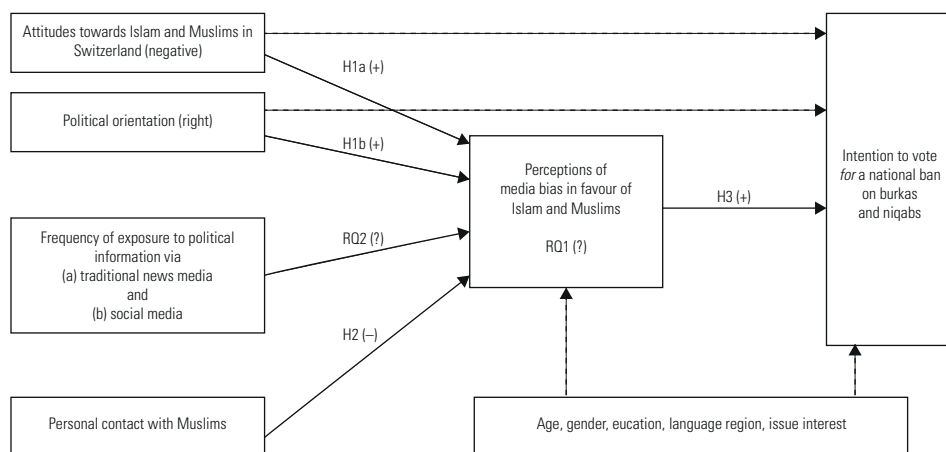 Attitudes towards Islam and Muslims in
Switzerland (negative)
H1a (+)
Political orientation (right)
H1b (+)
Perceptions of
media bias in favour of
Islam and Muslims
RQ1 (?)
H3 (+)
Intention to vote
for a national ban
on burkas
and niqabs
Frequency of exposure to political
information via
(a) traditional news media
and
(b) social media
RQ2 (?)
H2 (–)
Personal contact with Muslims
Age, gender, eucation, language region, issue interest